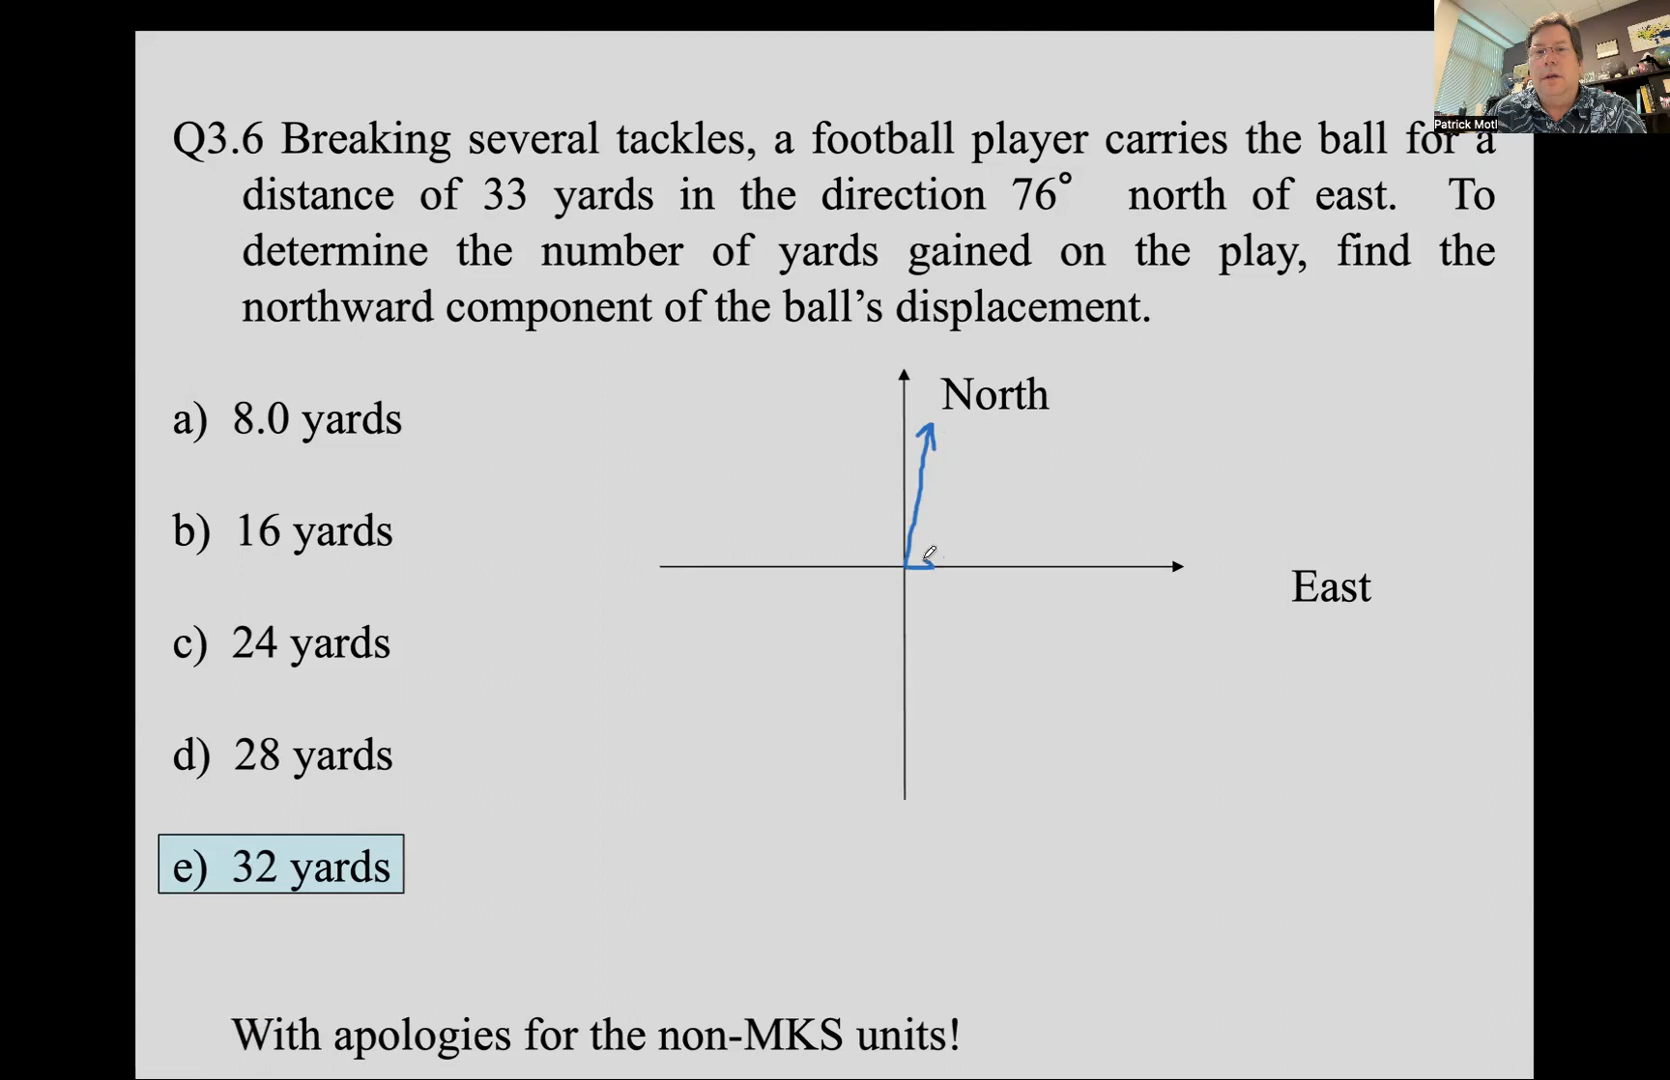 Patrick Motl
Q3.6 Breaking several tackles, a football player carries the ball for a
distance of 33 yards in the direction 76° north of east. To
determine the number of yards gained on the play, find the
northward component of the ball’s displacement.
North
a) 8.0 yards
b) 16 yards
East
c) 24 yards
d) 28 yards
e) 32 yards
With apologies for the non-MKS units!